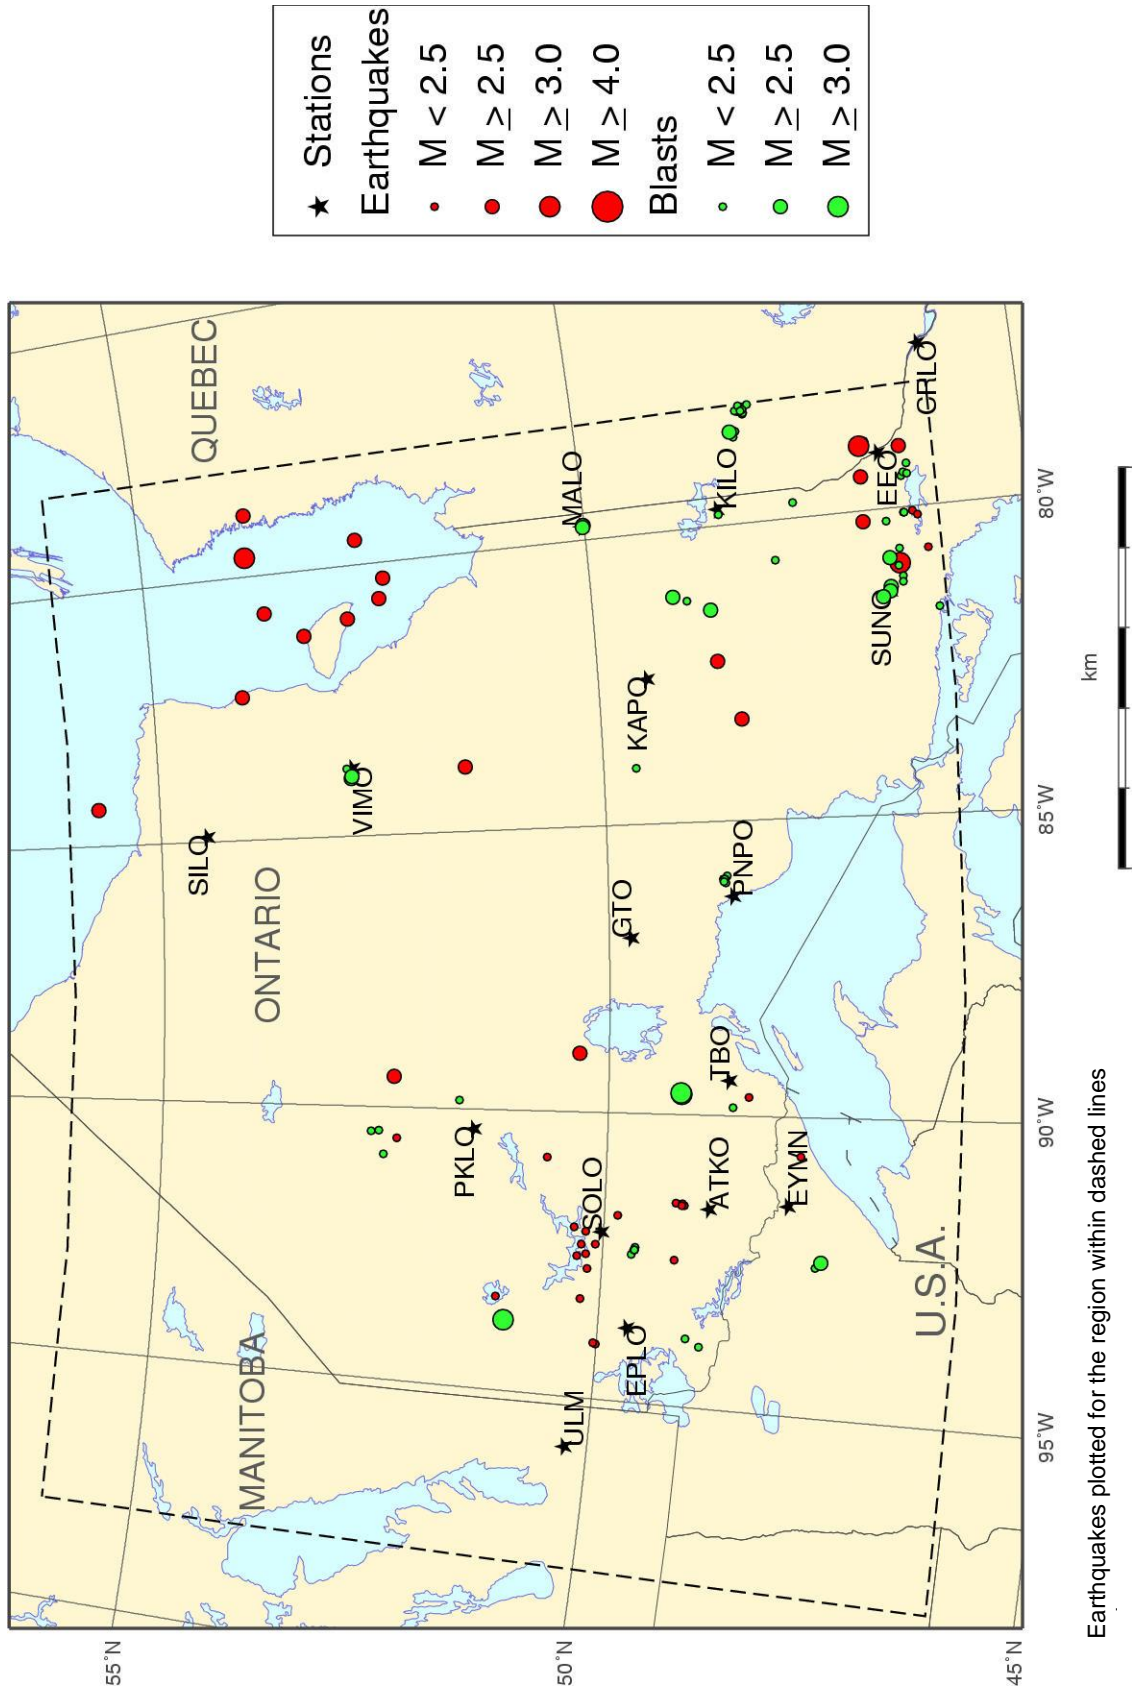 ★ Stations
Earthquakes
M < 2.5
M ≥ 2.5
M ≥ 3.0
M ≥ 4.0
Blasts
M < 2.5
M ≥ 2.5
M ≥ 3.0
QUEBEC
ONTARIO
MANITOBA
U.S.A.
SILO
VIMO
MALO
KILO
CRLO
EEO
SUNO
KAPO
PNPO
GTO
TBO
PKLO
SOLO
ATKO
EYMN
EPLO
ULM
55°N
50°N
45°N
95°W
90°W
85°W
80°W
km
Earthquakes plotted for the region within dashed lines